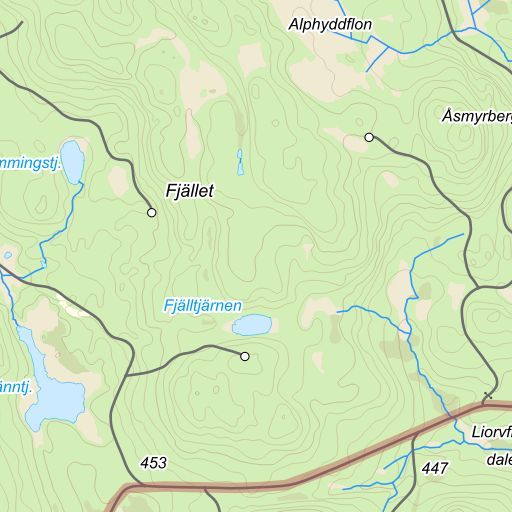 Alphyddflon
Åsmyrberg
mmingstj.
Fjället
Fjälltjärnen
änntj.
453
447
Liorvf
dale